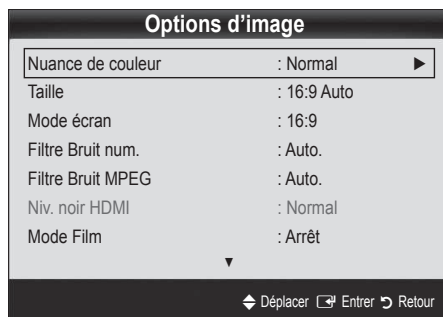 Options d'image
Nuance de couleur : Normal ▶
Taille : 16:9 Auto
Mode écran : 16:9
Filtre Bruit num. : Auto.
Filtre Bruit MPEG : Auto.
Niv. noir HDMI : Normal
Mode Film : Arrêt
▼
Déplacer Entrer Retour